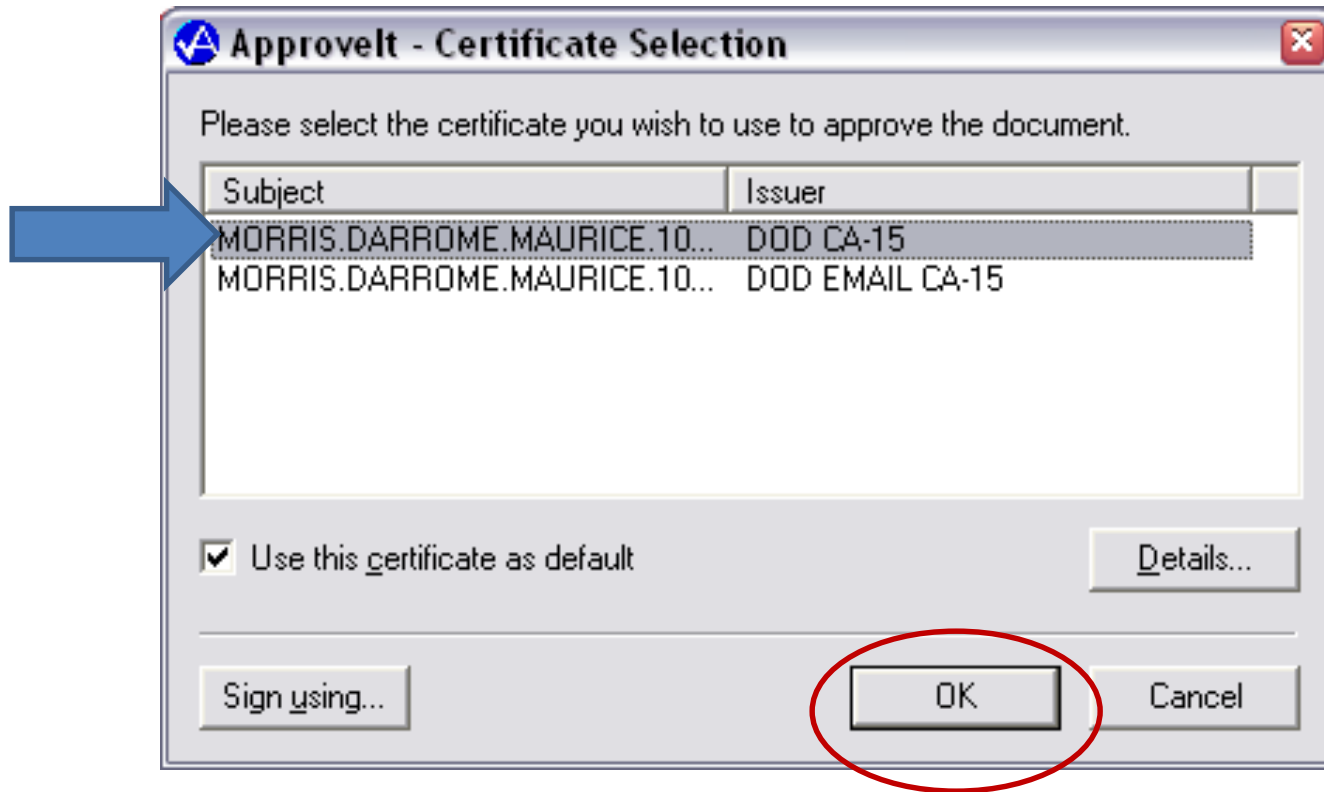 ApproveIt - Certificate Selection
Please select the certificate you wish to use to approve the document.
Subject Issuer
MORRIS.DARROME.MAURICE.10... DOD CA-15
MORRIS.DARROME.MAURICE.10... DOD EMAIL CA-15
Use this certificate as default Details...
Sign using... OK Cancel